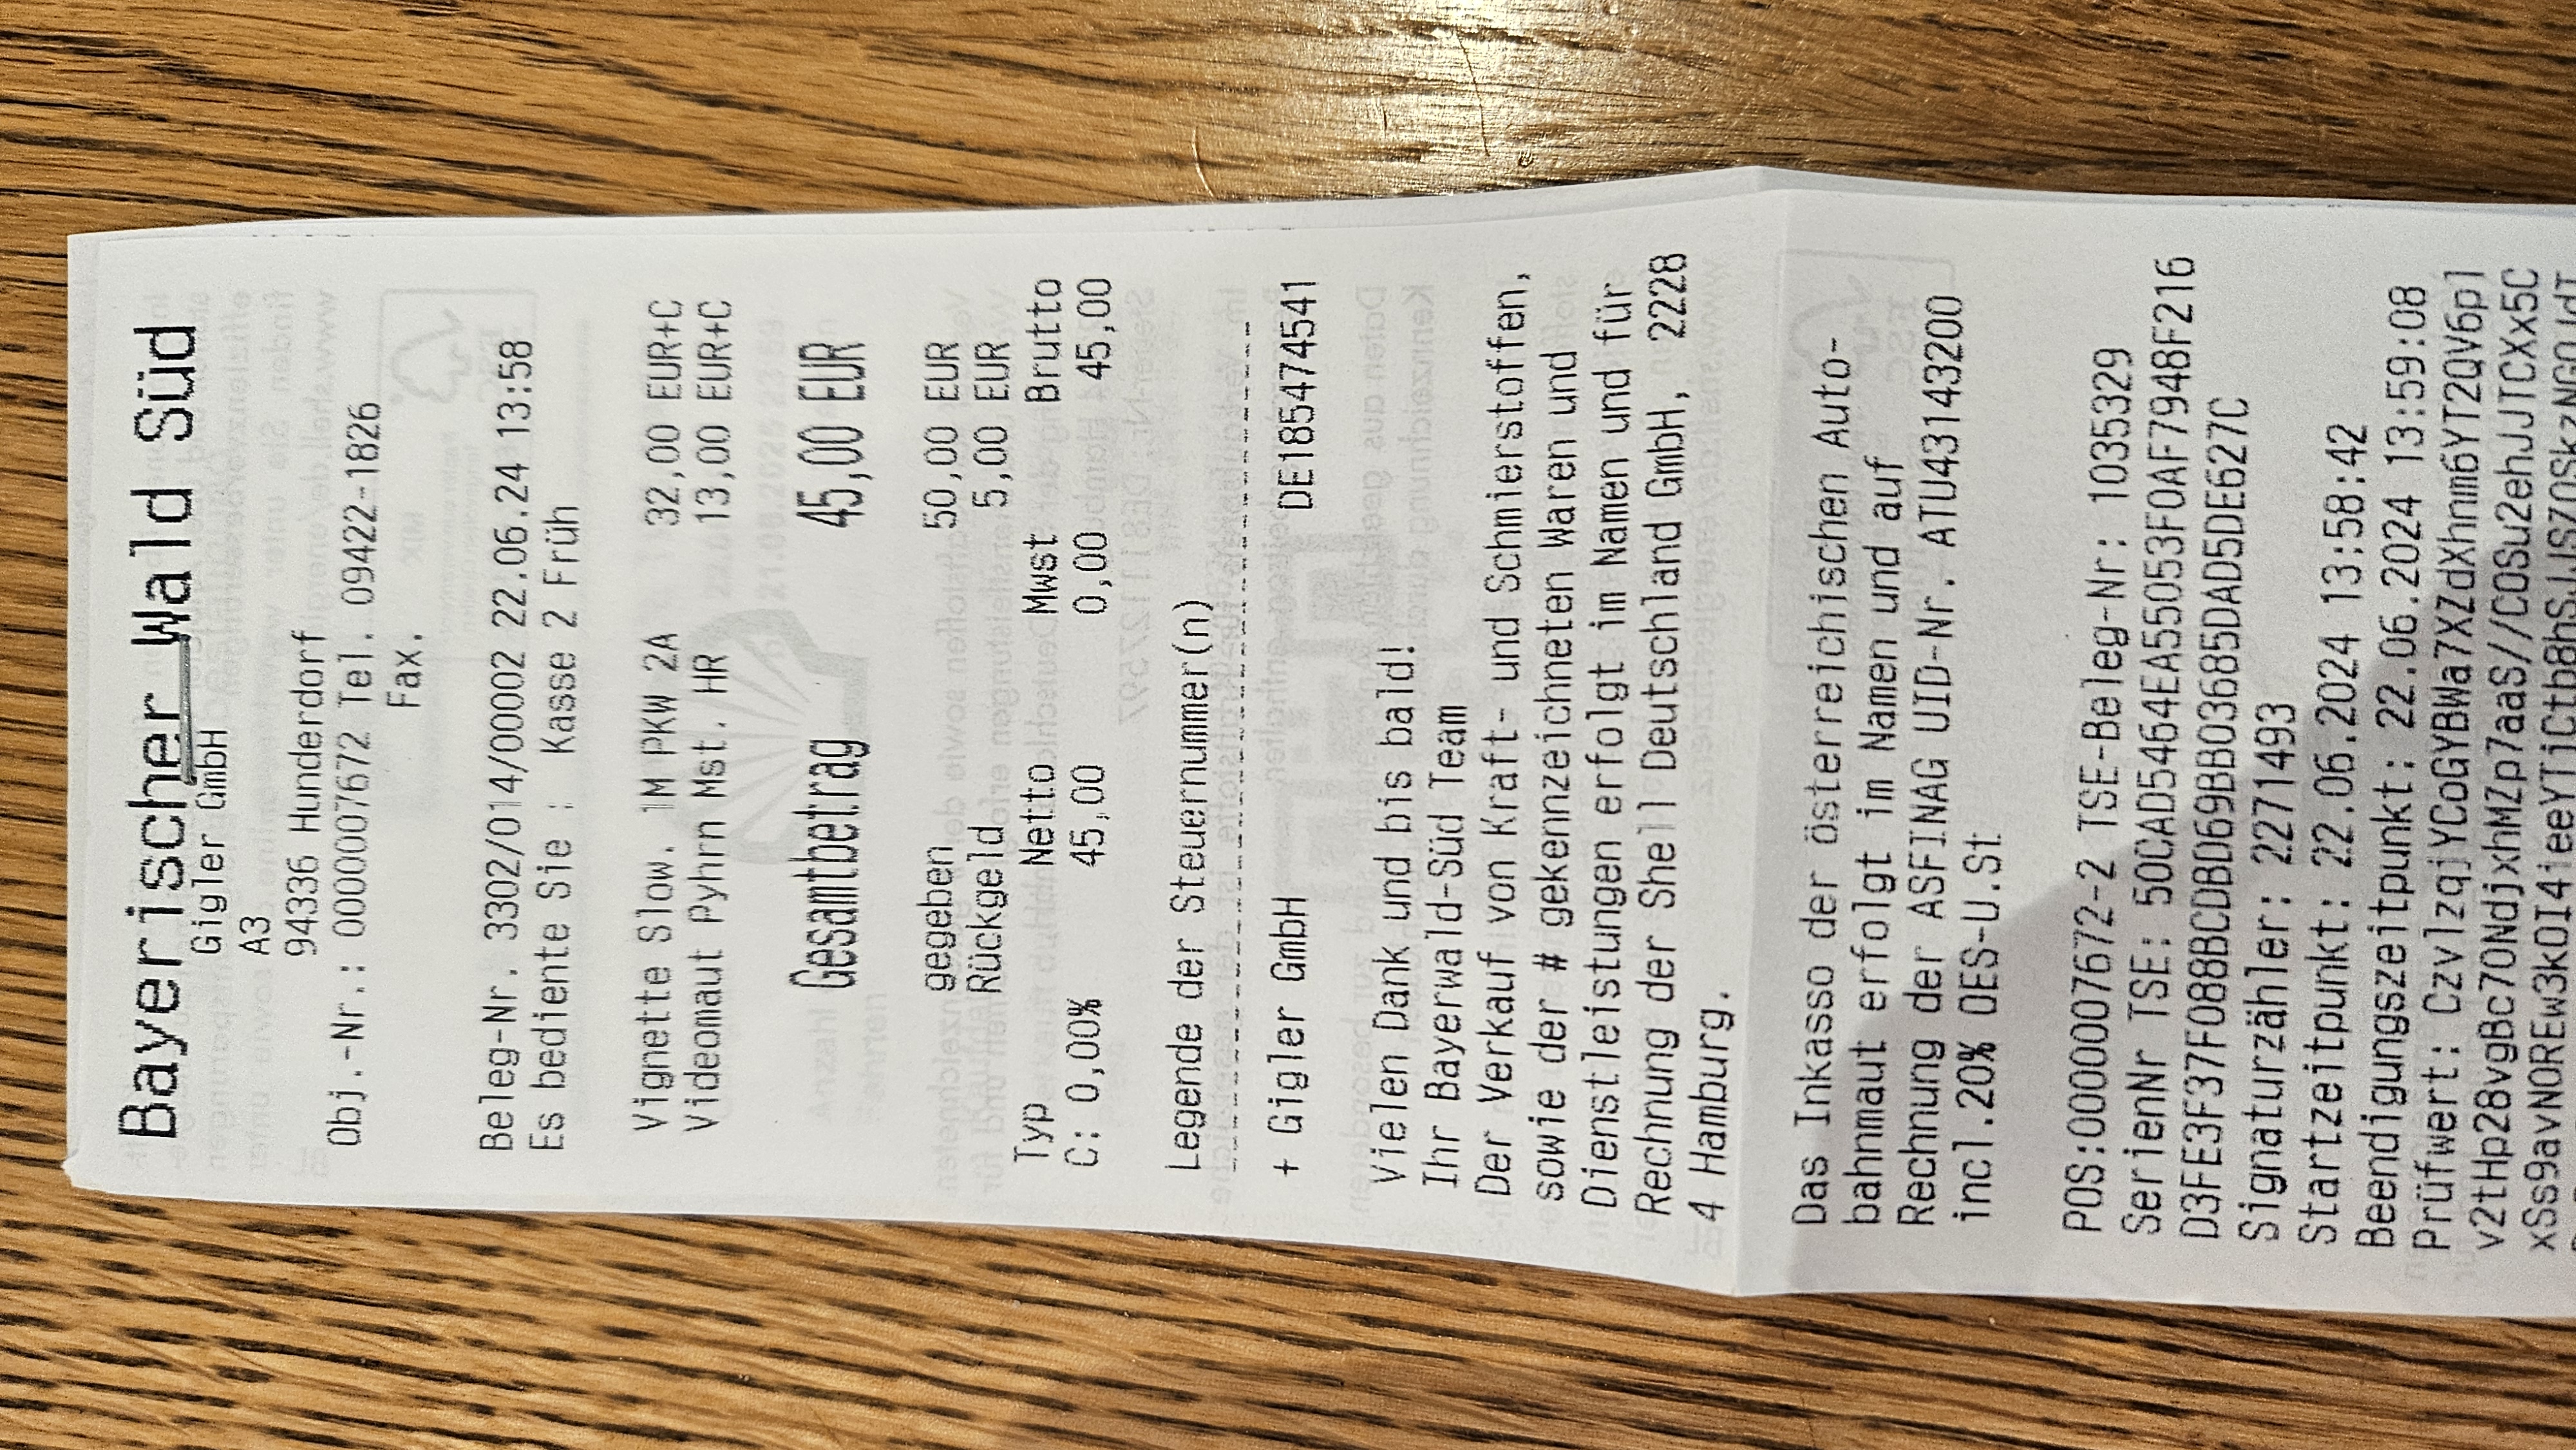 Bayerischer Wald Süd
Gigler GmbH
A3
94336 Hunderdorf
Obj.-Nr.: 0000007672 Tel. 09422-1826
Fax.
Beleg-Nr. 3302/014/00002 22.06.24 13:58
Es bediente Sie : Kasse 2 Früh
Vignette Slow. 1M PKW 2A 32,00 EUR+C
Videomaut Pyhrn Mst. HR 13,00 EUR+C
Gesamtbetrag 45,00 EUR
gegeben 50,00 EUR
Rückgeld 5,00 EUR
Typ Netto Mwst Brutto
C: 0,00% 45,00 0,00 45,00
Legende der Steuernummer(n)
+ Gigler GmbH DE185474541
Vielen Dank und bis bald!
Ihr Bayerwald-Süd Team
Der Verkauf von Kraft- und Schmierstoffen,
sowie der # gekennzeichneten Waren und
Dienstleistungen erfolgt im Namen und für
Rechnung der Shell Deutschland GmbH, 2228
4 Hamburg.
Das Inkasso der österreichischen Auto-
bahnmaut erfolgt im Namen und auf
Rechnung der ASFINAG UID-Nr. ATU43143200
incl.20% OES-U.St
POS:0000007672-2 TSE-Beleg-Nr: 1035329
SerienNr TSE: 50CAD5464EA55053F0AF794BF216
D3FE3F37F088BCDBD69BB03685DAD5DE627C
Signaturzähler: 2271493
Startzeitpunkt: 22.06.2024 13:58:42
Beendigungszeitpunkt: 22.06.2024 13:59:08
Prüfwert: CzvlzqjYCoGYBWa7XZdXhnm6YT2QV6pl
v2tHp28vgBc70NdjxhMZp7aaS//COSu2ehJJTCXx5C